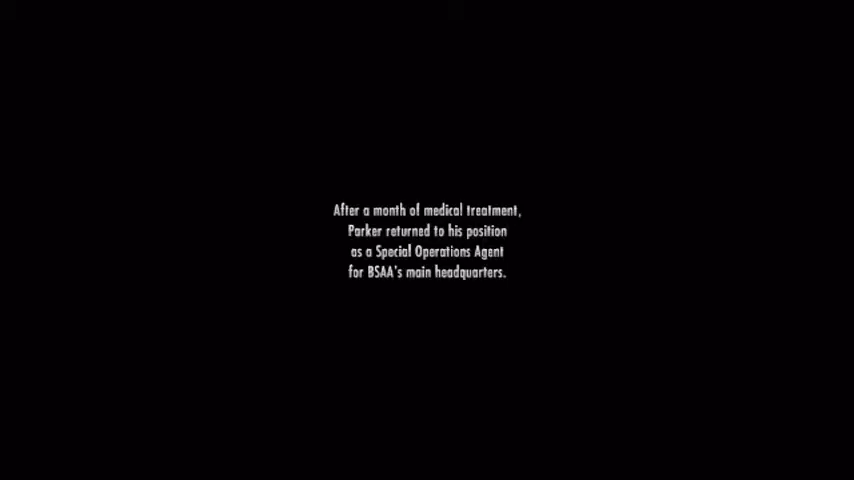 After a month of medical treatment,
Parker returned to his position
as a Special Operations Agent
for BSAA's main headquarters.